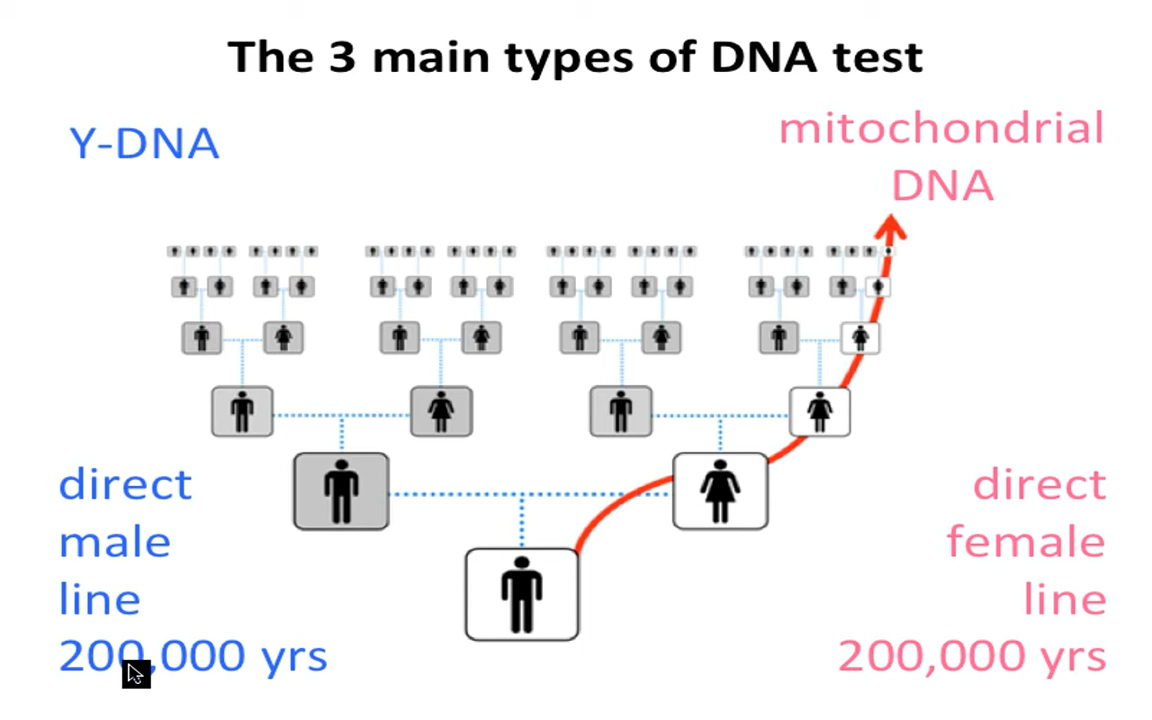 The 3 main types of DNA test
Y-DNA
mitochondrial
DNA
direct
male
line
200,000 yrs
direct
female
line
200,000 yrs